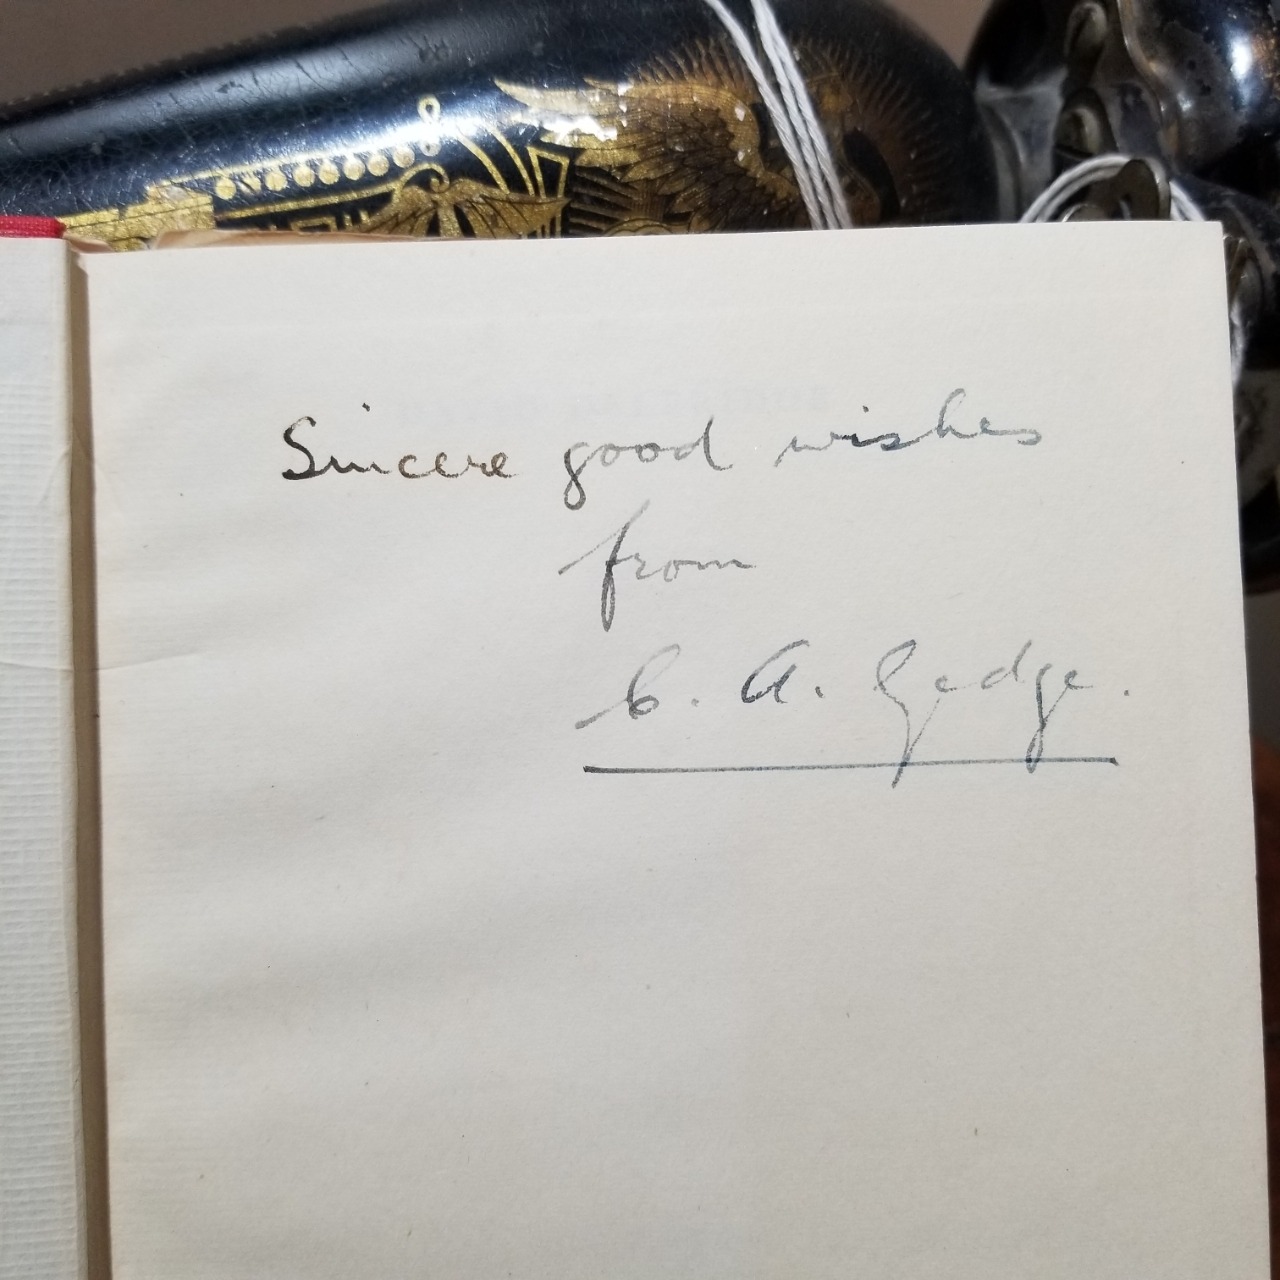 Sincere good wishes
from
C. A. Gedge.